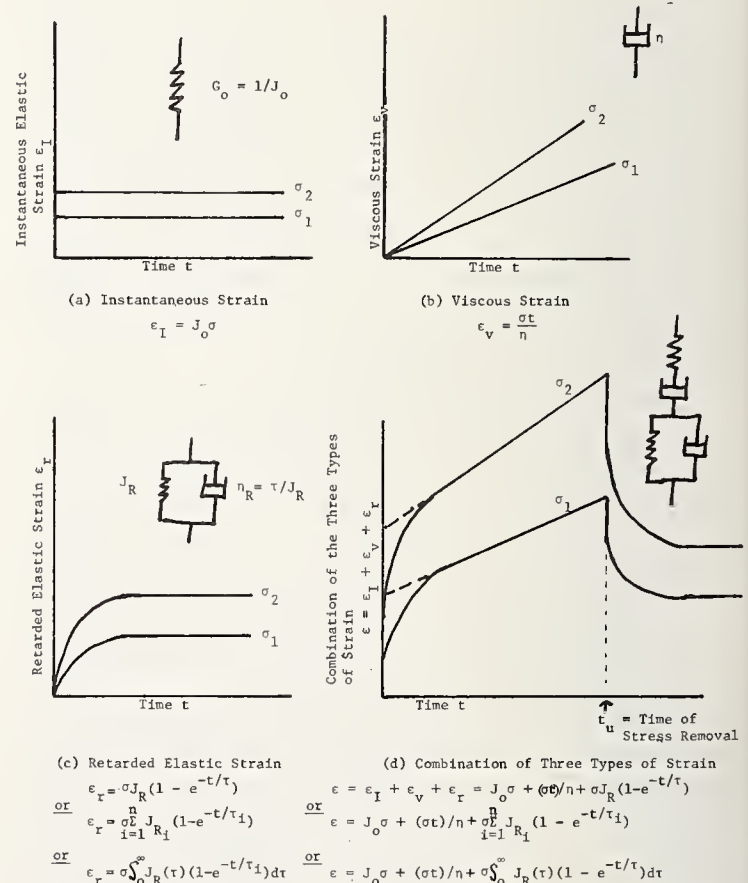 Instantaneous Elastic
Strain ε_I
G_o = 1/J_o
σ_2
σ_1
Time t
(a) Instantaneous Strain
ε_I = J_oσ
Viscous Strain ε_v
η
σ_2
σ_1
Time t
(b) Viscous Strain
ε_v = σt/η
Retarded Elastic Strain ε_r
J_R
η_R = τ/J_R
σ_2
σ_1
Time t
(c) Retarded Elastic Strain
ε_r = σJ_R(1 - e^{-t/τ})
or
ε_r = σ Σ_{i=1}^{n} J_{R_i}(1-e^{-t/τ_i})
or
ε_r = σ∫_0^∞ J_R(τ)(1-e^{-t/τ_i})dτ
Combination of the Three Types
of Strain
ε = ε_I + ε_v + ε_r
σ_2
σ_1
Time t
t_u = Time of
Stress Removal
(d) Combination of Three Types of Strain
ε = ε_I + ε_v + ε_r = J_oσ + (σt)/η + σJ_R(1-e^{-t/τ})
or
ε = J_oσ + (σt)/η + σ Σ_{i=1}^{n} J_{R_i}(1 - e^{-t/τ_i})
or
ε = J_oσ + (σt)/η + σ∫_0^∞ J_R(τ)(1 - e^{-t/τ})dτ